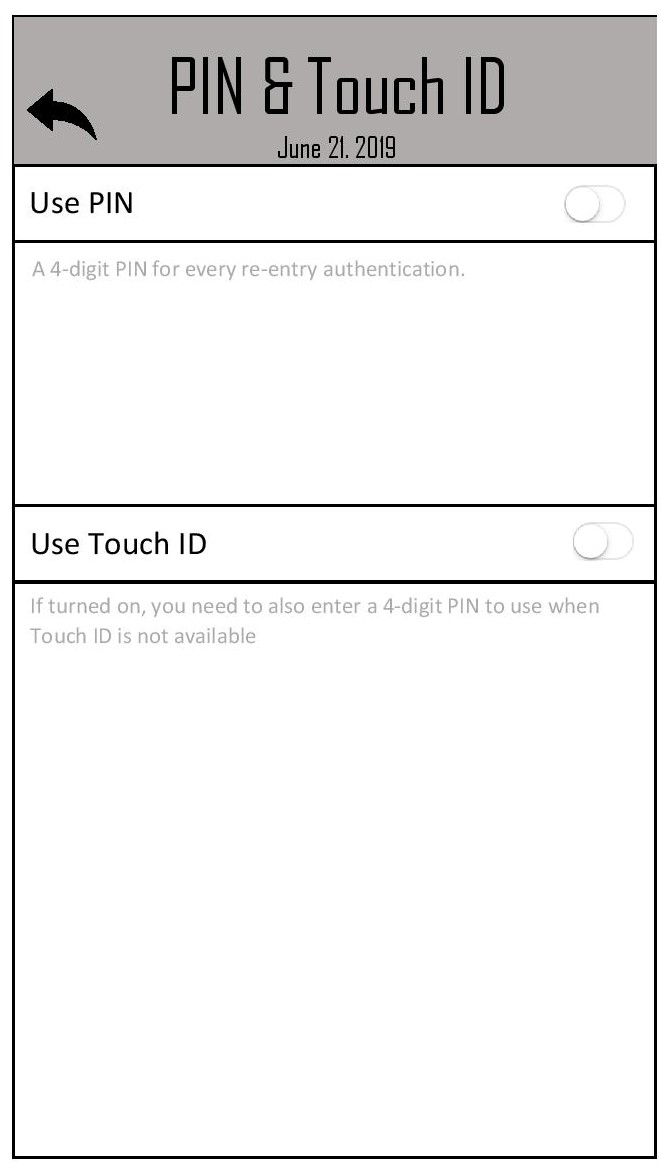 PIN & Touch ID
June 21. 2019
Use PIN
A 4-digit PIN for every re-entry authentication.
Use Touch ID
If turned on, you need to also enter a 4-digit PIN to use when
Touch ID is not available